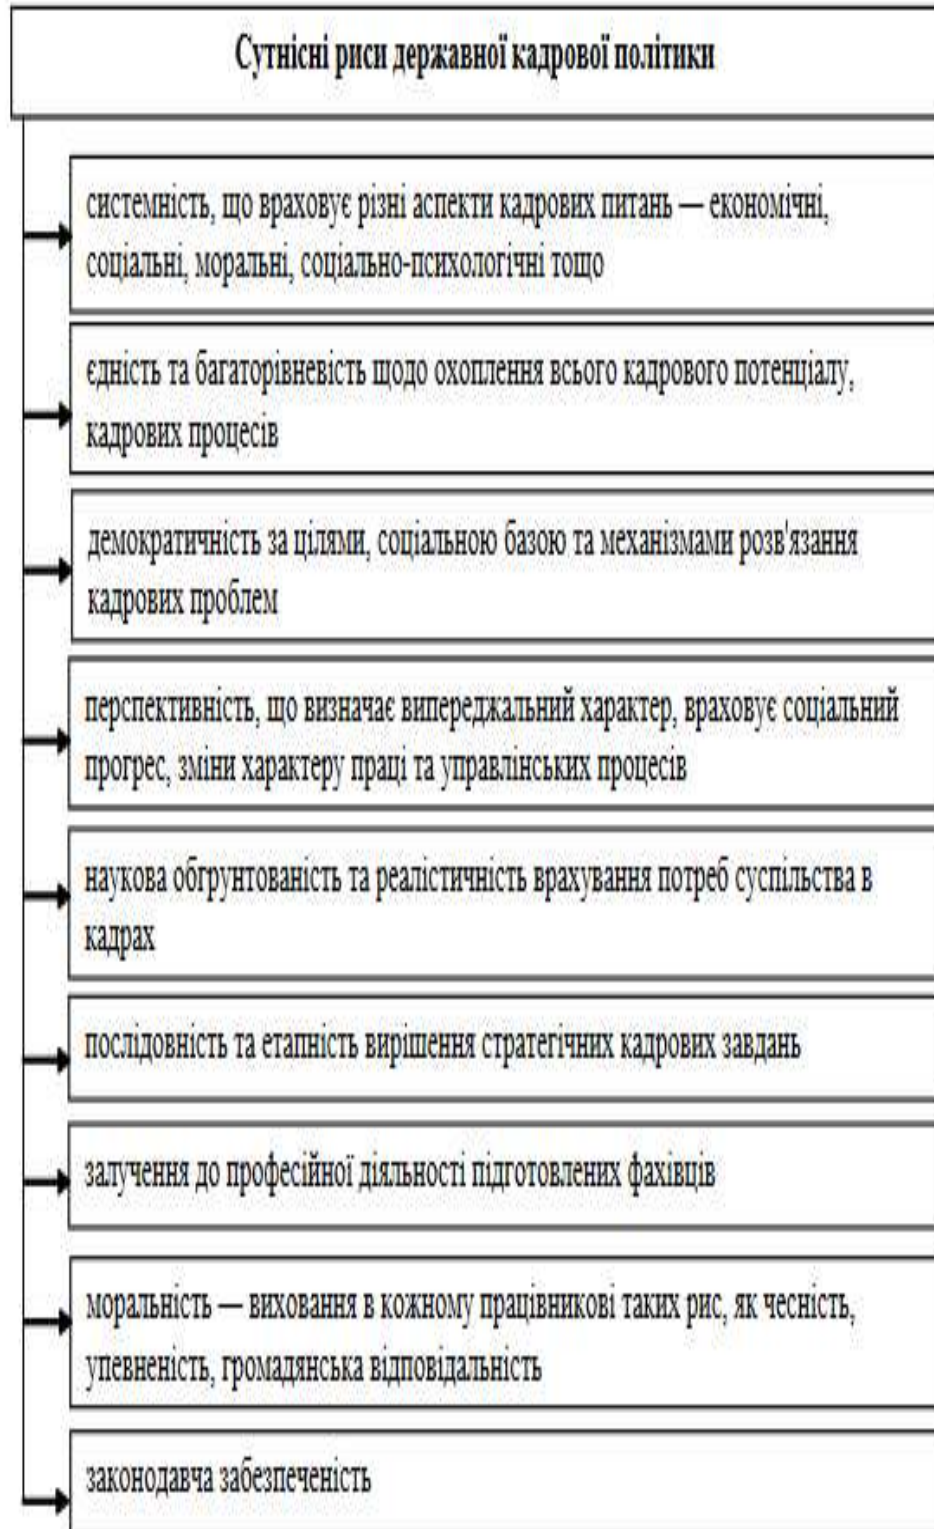 Сутнісні риси державної кадрової політики
системність, що враховує різні аспекти кадрових питань — економічні,
соціальні, моральні, соціально-психологічні тощо
єдність та багаторівневість щодо охоплення всього кадрового потенціалу,
кадрових процесів
демократичність за цілями, соціальною базою та механізмами розв'язання
кадрових проблем
перспективність, що визначає випереджальний характер, враховує соціальний
прогрес, зміни характеру праці та управлінських процесів
наукова обгрунтованість та реалістичність врахування потреб суспільства в
кадрах
послідовність та етапність вирішення стратегічних кадрових завдань
залучення до професійної діяльності підготовлених фахівців
моральність — виховання в кожному працівникові таких рис, як чесність,
упевненість, громадянська відповідальність
законодавча забезпеченість